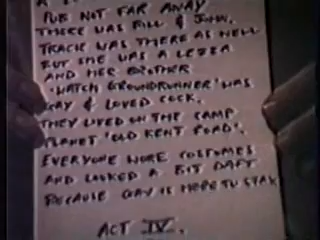 PUB NOT FAR AWAY
THERE WAS BILL & JOHN.
TRACIE WAS THERE AS WELL
BUT SHE WAS A LEZZA
AND HER BROTHER
'WATCH GROUNDRUNNER' WAS
GAY & LOVED COCK.
THEY LIVED ON THE CAMP
PLANET 'OLD KENT ROAD'.
EVERYONE WORE COSTUMES
AND LOOKED A BIT DAFT
BECAUSE GAY IS HERE TO STAY
ACT IV.